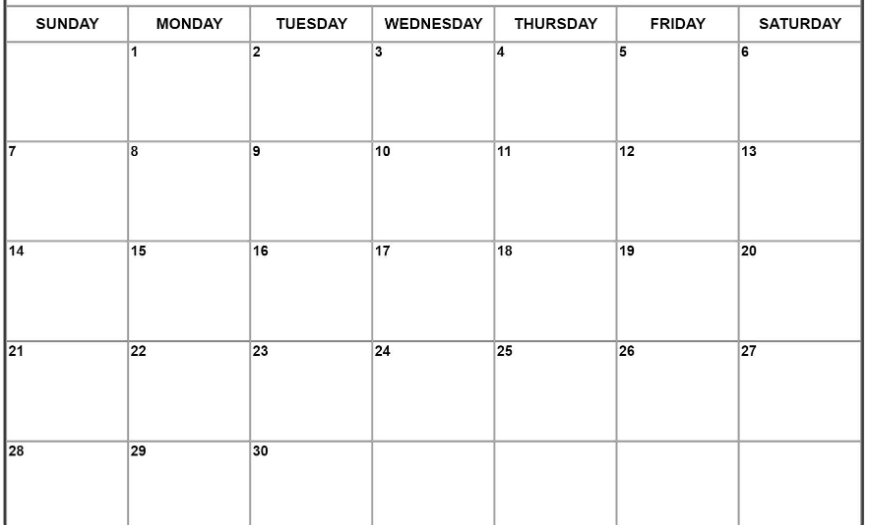 SUNDAY MONDAY TUESDAY WEDNESDAY THURSDAY FRIDAY SATURDAY
1 2 3 4 5 6
7 8 9 10 11 12 13
14 15 16 17 18 19 20
21 22 23 24 25 26 27
28 29 30